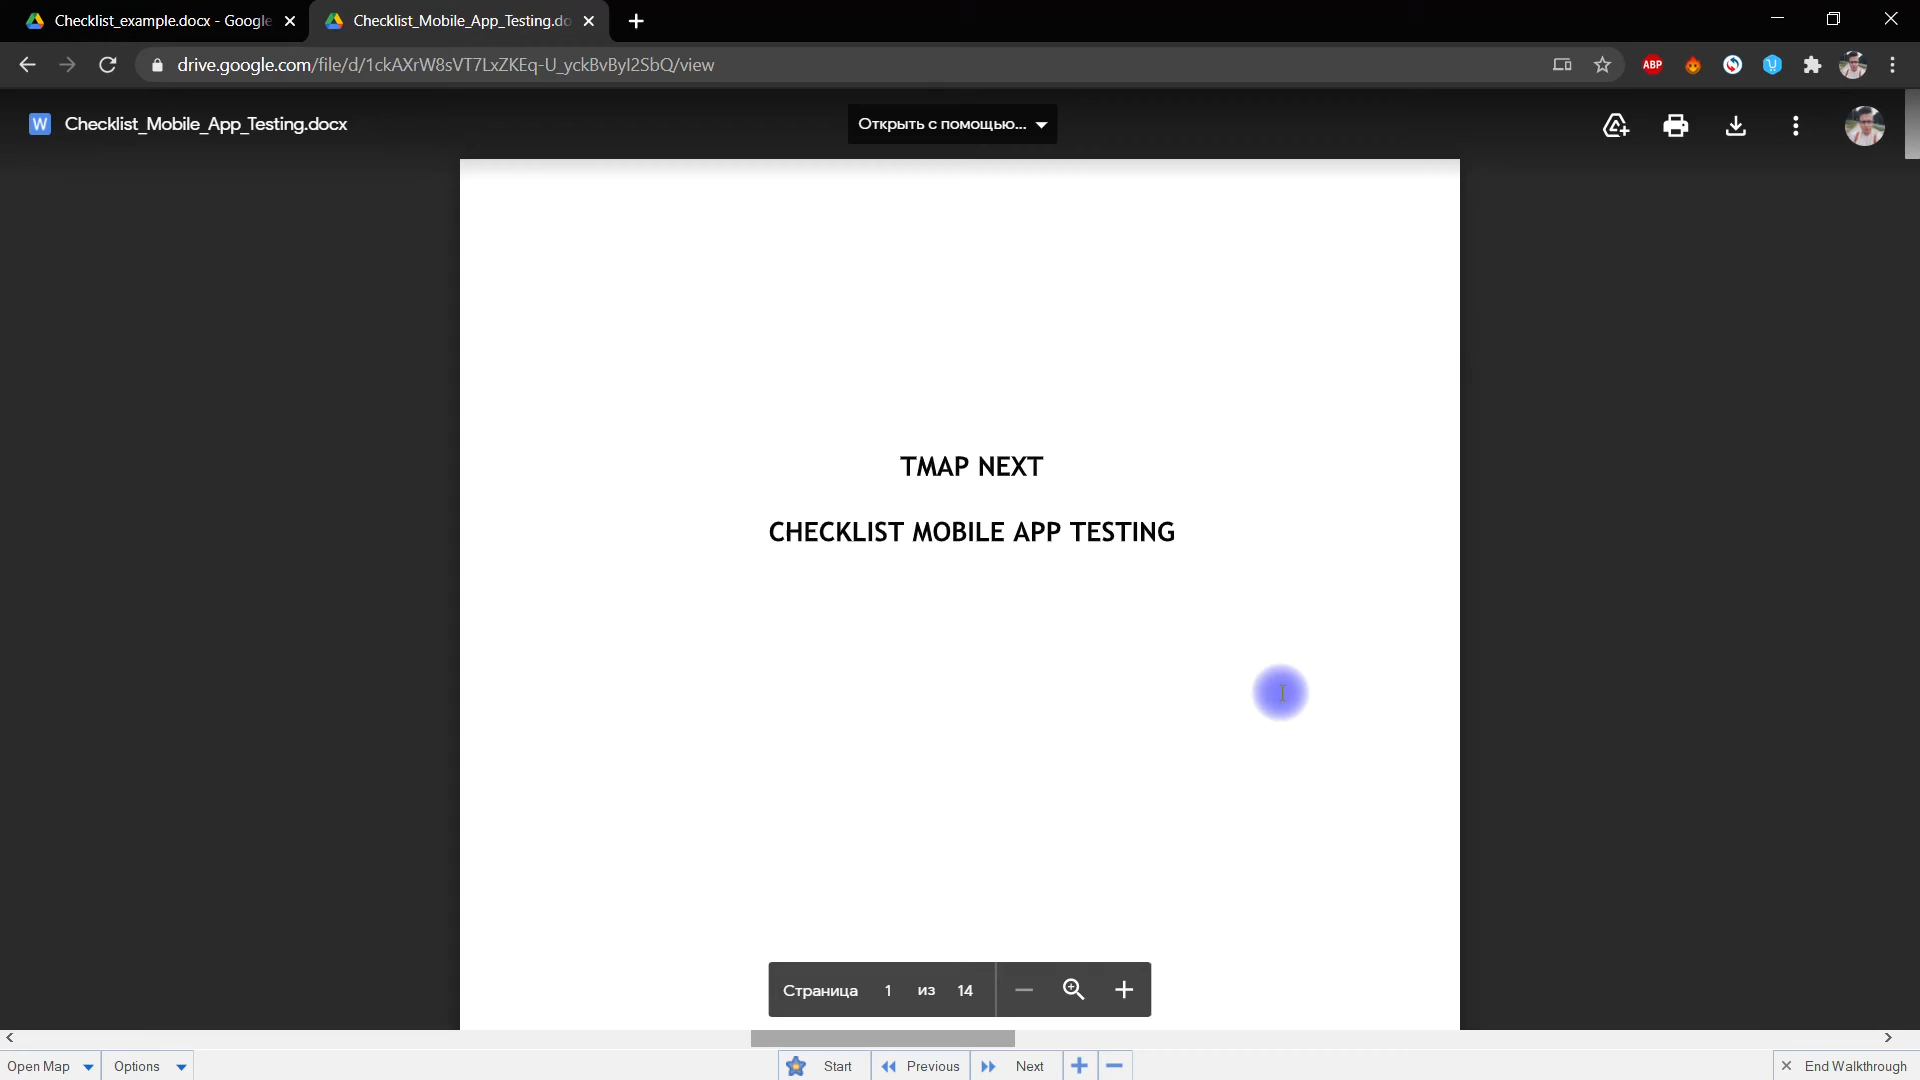 Checklist_example.docx - Google
Checklist_Mobile_App_Testing.do
drive.google.com/file/d/1ckAXrW8sVT7LxZKEq-U_yckBvByI2SbQ/view
ABP
W Checklist_Mobile_App_Testing.docx
Открыть с помощью...
TMAP NEXT
CHECKLIST MOBILE APP TESTING
Страница 1 из 14
Open Map Options Start Previous Next End Walkthrough